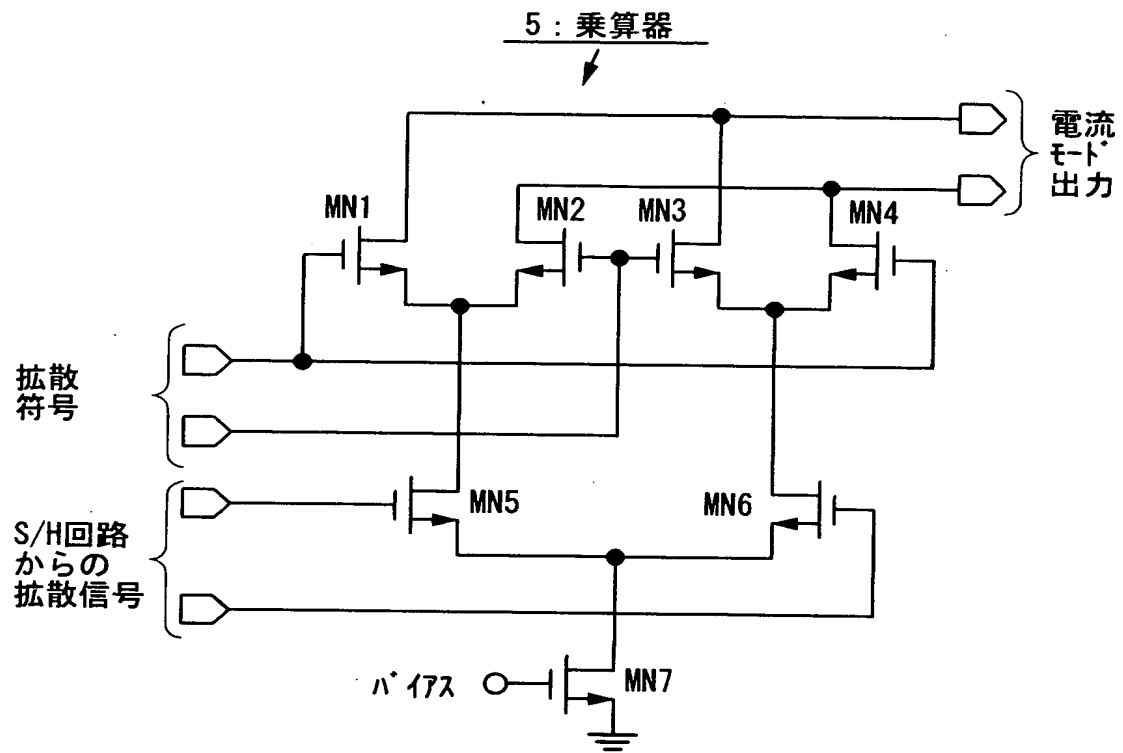 5：乗算器
電流
ﾓｰﾄﾞ
出力
MN1
MN2
MN3
MN4
拡散
符号
MN5
MN6
S/H回路
からの
拡散信号
ﾊﾞｲｱｽ
MN7